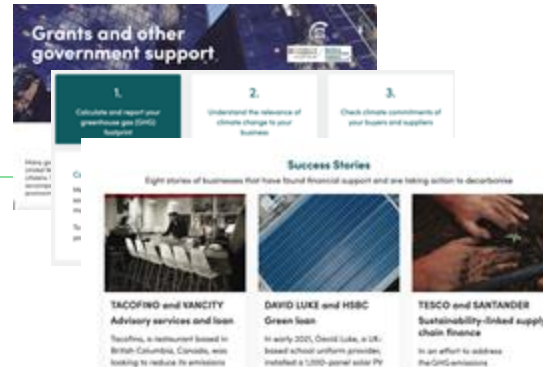 Grants and other
government support
1.
Calculate and report your
greenhouse gas (GHG)
footprint
2.
Understand the relevance of
climate change to your
business
3.
Check climate commitments of
your buyers and suppliers
Success Stories
Eight stories of businesses that have found financial support and are taking action to decarbonise
TACOFINO and VANCITY
Advisory services and loan
Tacofino, a restaurant based in
British Columbia, Canada, was
looking to reduce its emissions
DAVID LUKE and HSBC
Green loan
In early 2021, David Luke, a UK-
based school uniform provider,
installed a 1,000-panel solar PV
TESCO and SANTANDER
Sustainability-linked supply
chain finance
In an effort to address
the GHG emissions